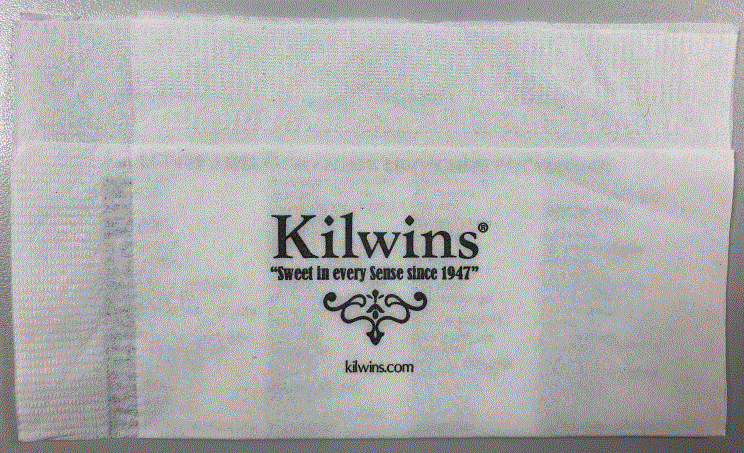 Kilwins®
“Sweet in every Sense since 1947”
kilwins.com